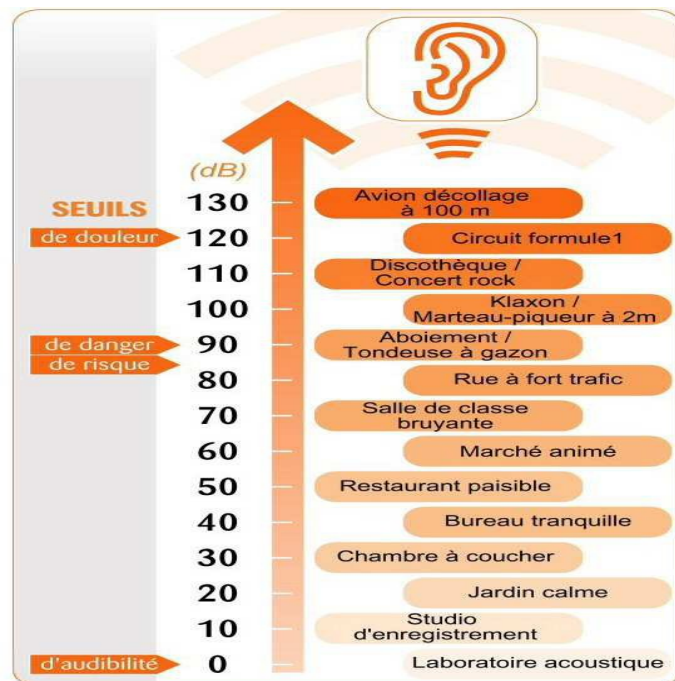 (dB)
SEUILS
130
Avion décollage
à 100 m
de douleur
120
Circuit formule1
110
Discothèque /
Concert rock
100
Klaxon /
Marteau-piqueur à 2m
de danger
90
Aboiement /
Tondeuse à gazon
de risque
80
Rue à fort trafic
70
Salle de classe
bruyante
60
Marché animé
50
Restaurant paisible
40
Bureau tranquille
30
Chambre à coucher
20
Jardin calme
10
Studio
d'enregistrement
d'audibilité
0
Laboratoire acoustique